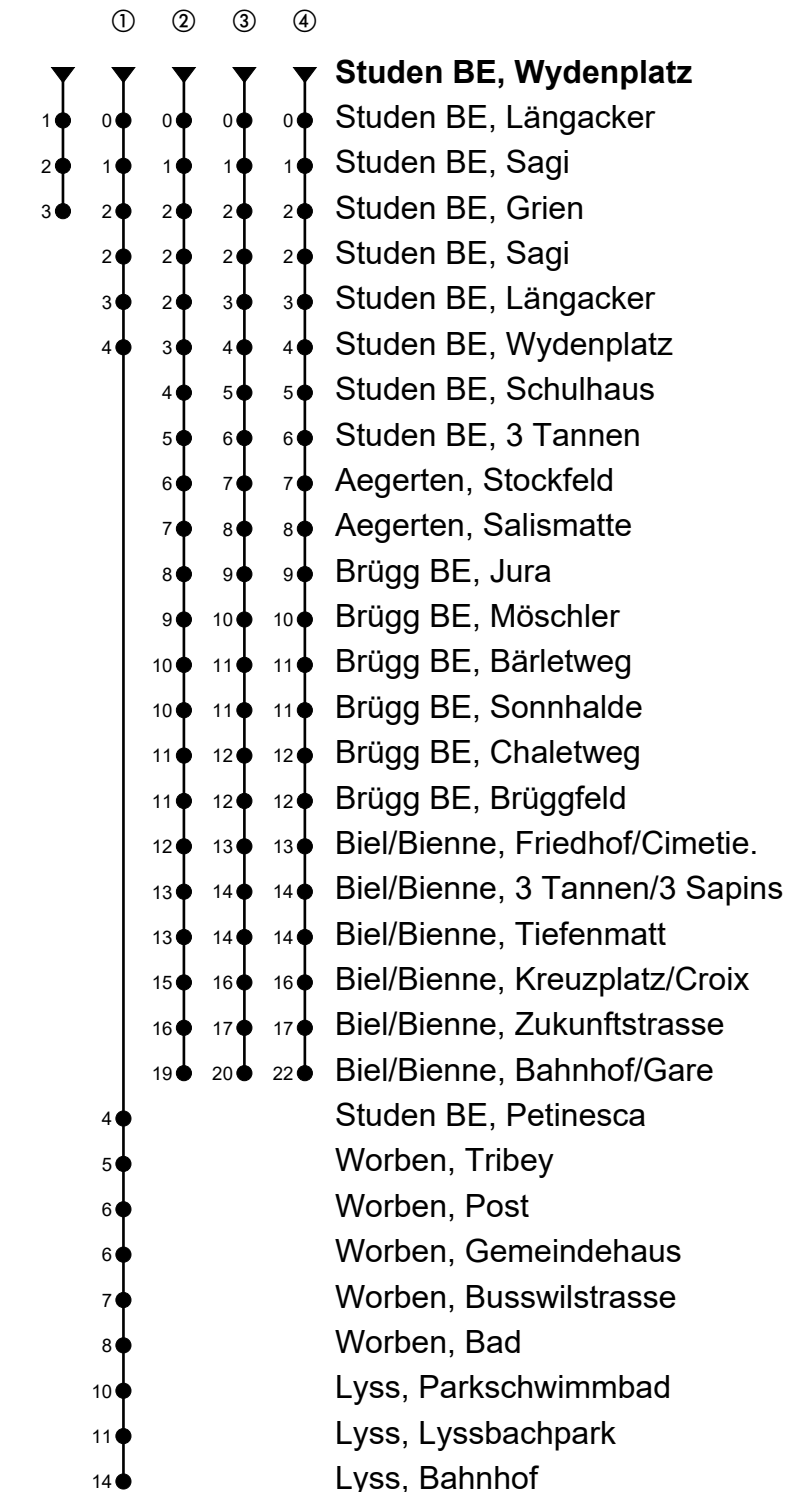 ① ② ③ ④
Studen BE, Wydenplatz
1 0 0 0 0 Studen BE, Längacker
2 1 1 1 1 Studen BE, Sagi
3 2 2 2 2 Studen BE, Grien
2 2 2 2 Studen BE, Sagi
3 2 3 3 Studen BE, Längacker
4 3 4 4 Studen BE, Wydenplatz
4 5 5 Studen BE, Schulhaus
5 6 6 Studen BE, 3 Tannen
6 7 7 Aegerten, Stockfeld
7 8 8 Aegerten, Salismatte
8 9 9 Brügg BE, Jura
9 10 10 Brügg BE, Möschler
10 11 11 Brügg BE, Bärletweg
10 11 11 Brügg BE, Sonnhalde
11 12 12 Brügg BE, Chaletweg
11 12 12 Brügg BE, Brüggfeld
12 13 13 Biel/Bienne, Friedhof/Cimetie.
13 14 14 Biel/Bienne, 3 Tannen/3 Sapins
13 14 14 Biel/Bienne, Tiefenmatt
15 16 16 Biel/Bienne, Kreuzplatz/Croix
16 17 17 Biel/Bienne, Zukunftstrasse
19 20 22 Biel/Bienne, Bahnhof/Gare
4 Studen BE, Petinesca
5 Worben, Tribey
6 Worben, Post
6 Worben, Gemeindehaus
7 Worben, Busswilstrasse
8 Worben, Bad
10 Lyss, Parkschwimmbad
11 Lyss, Lyssbachpark
14 Lyss, Bahnhof